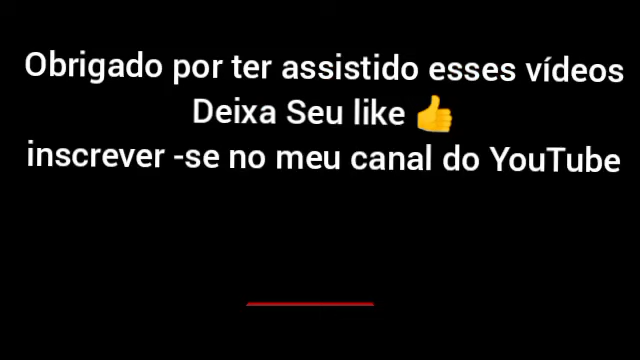 Obrigado por ter assistido esses vídeos
Deixa Seu like 👍
inscrever -se no meu canal do YouTube